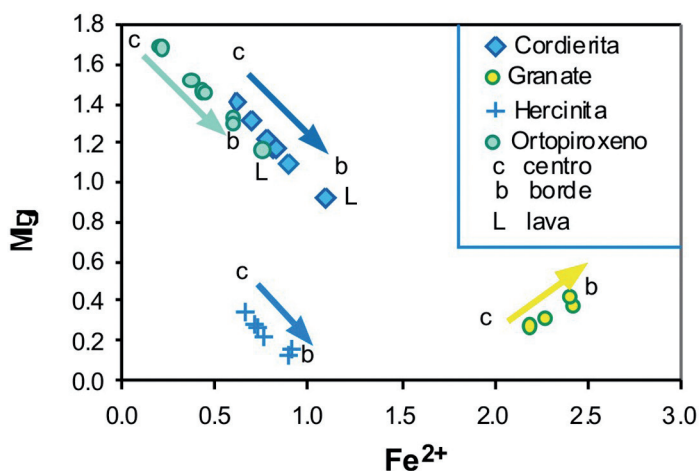 1.8
1.6
1.4
1.2
1.0
0.8
0.6
0.4
0.2
0.0
Mg
c
c
b
b
L
L
c
b
c
b
Cordierita
Granate
Hercinita
Ortopiroxeno
c centro
b borde
L lava
0.0 0.5 1.0 1.5 2.0 2.5 3.0
Fe2+